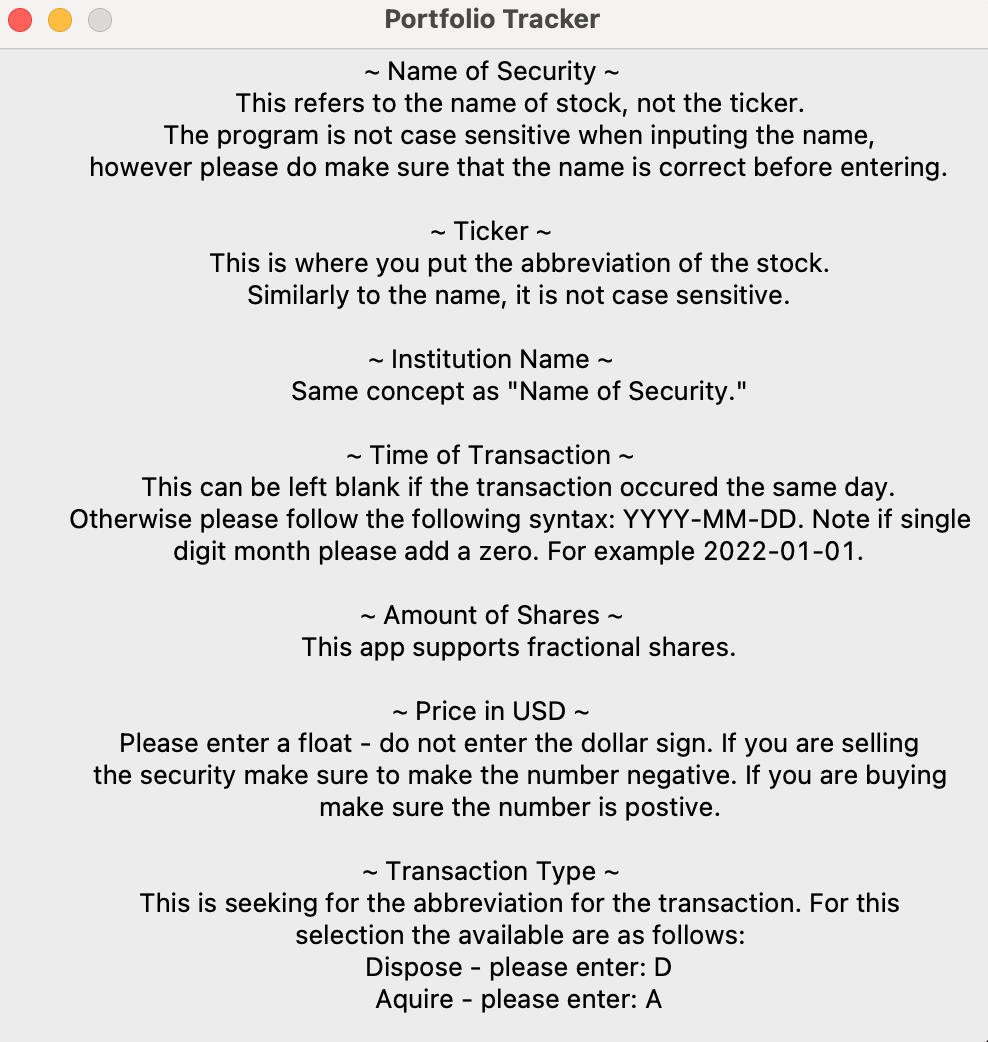 Portfolio Tracker
~ Name of Security ~
This refers to the name of stock, not the ticker.
The program is not case sensitive when inputing the name,
however please do make sure that the name is correct before entering.
~ Ticker ~
This is where you put the abbreviation of the stock.
Similarly to the name, it is not case sensitive.
~ Institution Name ~
Same concept as "Name of Security."
~ Time of Transaction ~
This can be left blank if the transaction occured the same day.
Otherwise please follow the following syntax: YYYY-MM-DD. Note if single
digit month please add a zero. For example 2022-01-01.
~ Amount of Shares ~
This app supports fractional shares.
~ Price in USD ~
Please enter a float - do not enter the dollar sign. If you are selling
the security make sure to make the number negative. If you are buying
make sure the number is postive.
~ Transaction Type ~
This is seeking for the abbreviation for the transaction. For this
selection the available are as follows:
Dispose - please enter: D
Aquire - please enter: A